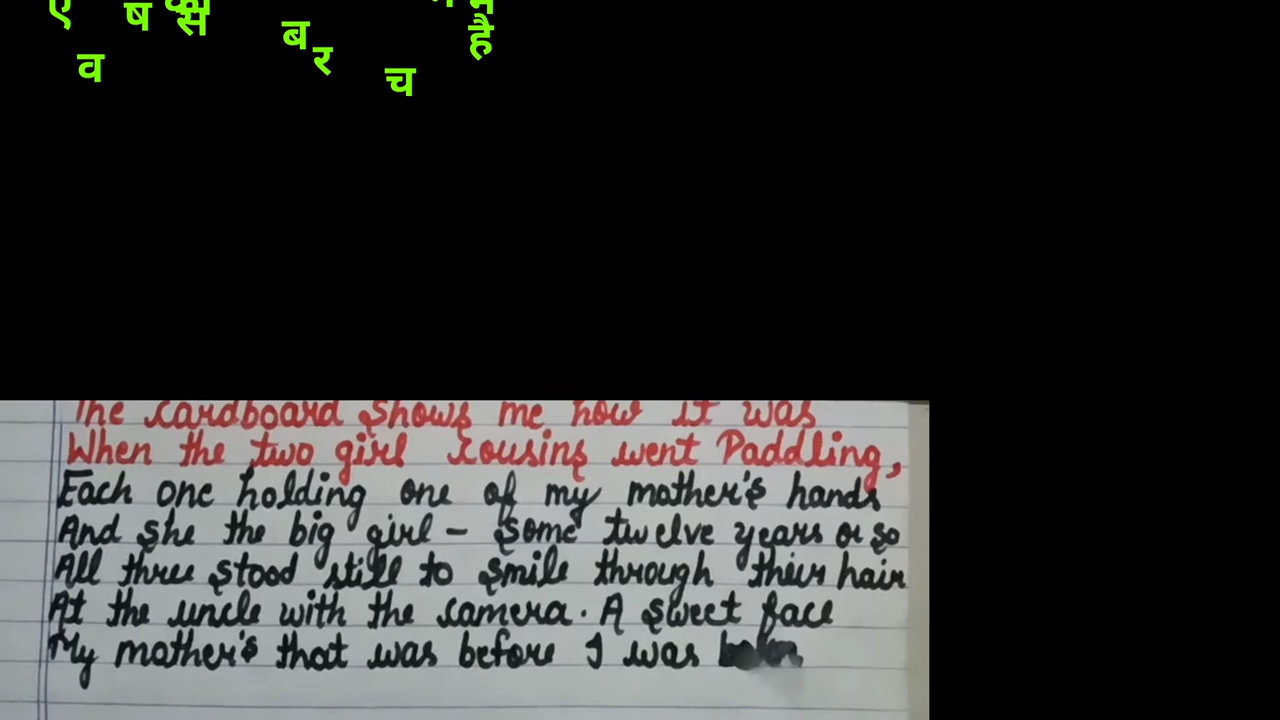 ए ष स
व
ब
र
च
है
The cardboard shows me how it was
When the two girl cousins went Paddling,
Each one holding one of my mother's hands
And she the big girl - some twelve years or so
All three stood still to smile through their hair
At the uncle with the camera. A sweet face
My mother's that was before I was